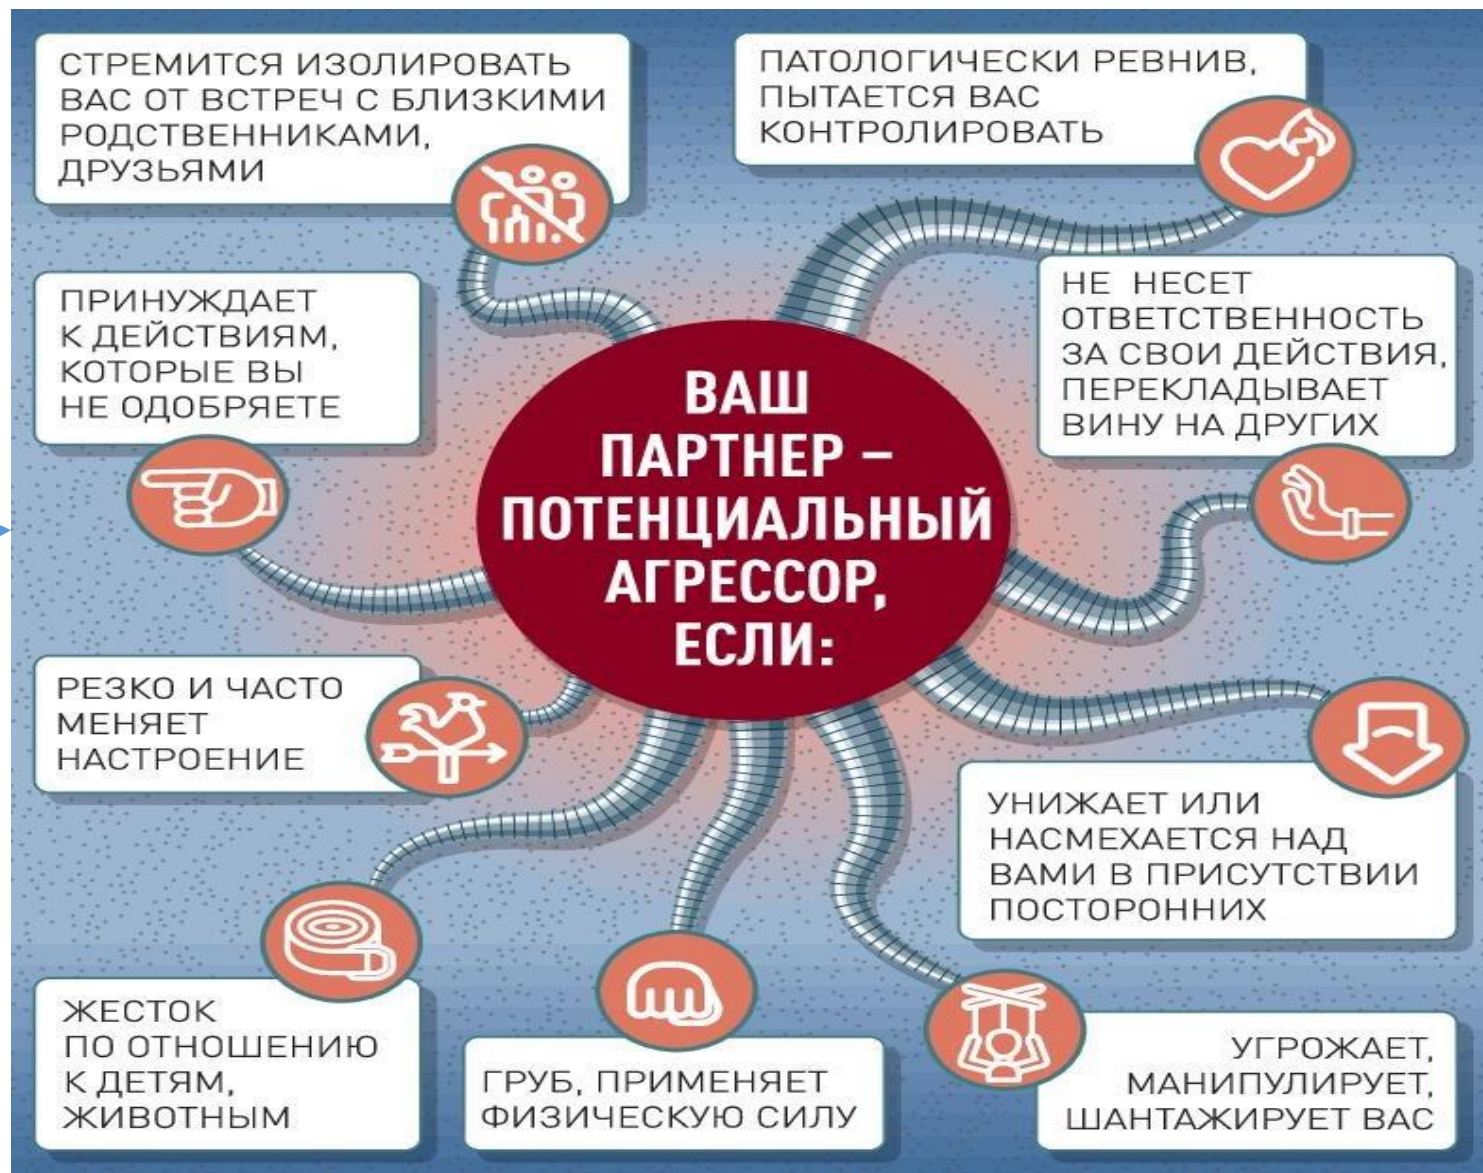 СТРЕМИТСЯ ИЗОЛИРОВАТЬ
ВАС ОТ ВСТРЕЧ С БЛИЗКИМИ
РОДСТВЕННИКАМИ,
ДРУЗЬЯМИ
ПАТОЛОГИЧЕСКИ РЕВНИВ,
ПЫТАЕТСЯ ВАС
КОНТРОЛИРОВАТЬ
ПРИНУЖДАЕТ
К ДЕЙСТВИЯМ,
КОТОРЫЕ ВЫ
НЕ ОДОБРЯЕТЕ
НЕ НЕСЕТ
ОТВЕТСТВЕННОСТЬ
ЗА СВОИ ДЕЙСТВИЯ,
ПЕРЕКЛАДЫВАЕТ
ВИНУ НА ДРУГИХ
ВАШ
ПАРТНЕР –
ПОТЕНЦИАЛЬНЫЙ
АГРЕССОР,
ЕСЛИ:
РЕЗКО И ЧАСТО
МЕНЯЕТ
НАСТРОЕНИЕ
УНИЖАЕТ ИЛИ
НАСМЕХАЕТСЯ НАД
ВАМИ В ПРИСУТСТВИИ
ПОСТОРОННИХ
ЖЕСТОК
ПО ОТНОШЕНИЮ
К ДЕТЯМ,
ЖИВОТНЫМ
ГРУБ, ПРИМЕНЯЕТ
ФИЗИЧЕСКУЮ СИЛУ
УГРОЖАЕТ,
МАНИПУЛИРУЕТ,
ШАНТАЖИРУЕТ ВАС